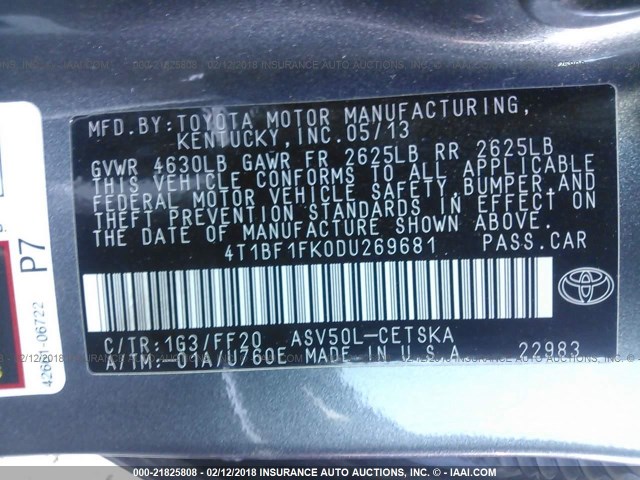 MFD.BY:TOYOTA MOTOR MANUFACTURING,
KENTUCKY,INC.05/13
GVWR 4630LB GAWR FR 2625LB RR 2625LB
THIS VEHICLE CONFORMS TO ALL APPLICABLE
FEDERAL MOTOR VEHICLE SAFETY,BUMPER,AND
THEFT PREVENTION STANDARDS IN EFFECT ON
THE DATE OF MANUFACTURE SHOWN ABOVE.
4T1BF1FK0DU269681 PASS.CAR
C/TR:1G3/FF20 ASV50L-CETSKA
A/TM:-01A/U760E MADE IN U.S.A. 22983
TOYOTA
P7
06722
000-21825808 - 02/12/2018 INSURANCE AUTO AUCTIONS, INC. - © - IAAI.COM